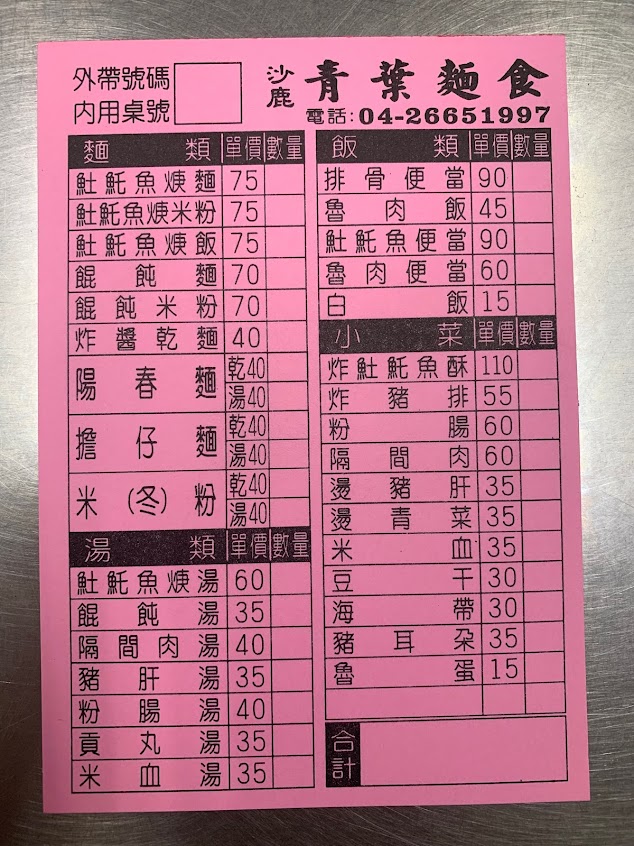 外帶號碼
內用桌號
沙鹿 青葉麵食
電話:04-26651997
麵類 單價 數量
𩵚魠魚焿麵 75
𩵚魠魚焿米粉 75
𩵚魠魚焿飯 75
餛飩麵 70
餛飩米粉 70
炸醬乾麵 40
陽春麵 乾40
湯40
擔仔麵 乾40
湯40
米(冬)粉 乾40
湯40
湯類 單價 數量
𩵚魠魚焿湯 60
餛飩湯 35
隔間肉湯 40
豬肝湯 35
粉腸湯 40
貢丸湯 35
米血湯 35
飯類 單價 數量
排骨便當 90
魯肉飯 45
𩵚魠魚便當 90
魯肉便當 60
白飯 15
小菜 單價 數量
炸𩵚魠魚酥 110
炸豬排 55
粉腸 60
隔間肉 60
燙豬肝 35
燙青菜 35
米血 35
豆干 30
海帶 30
豬耳朵 35
魯蛋 15
合計